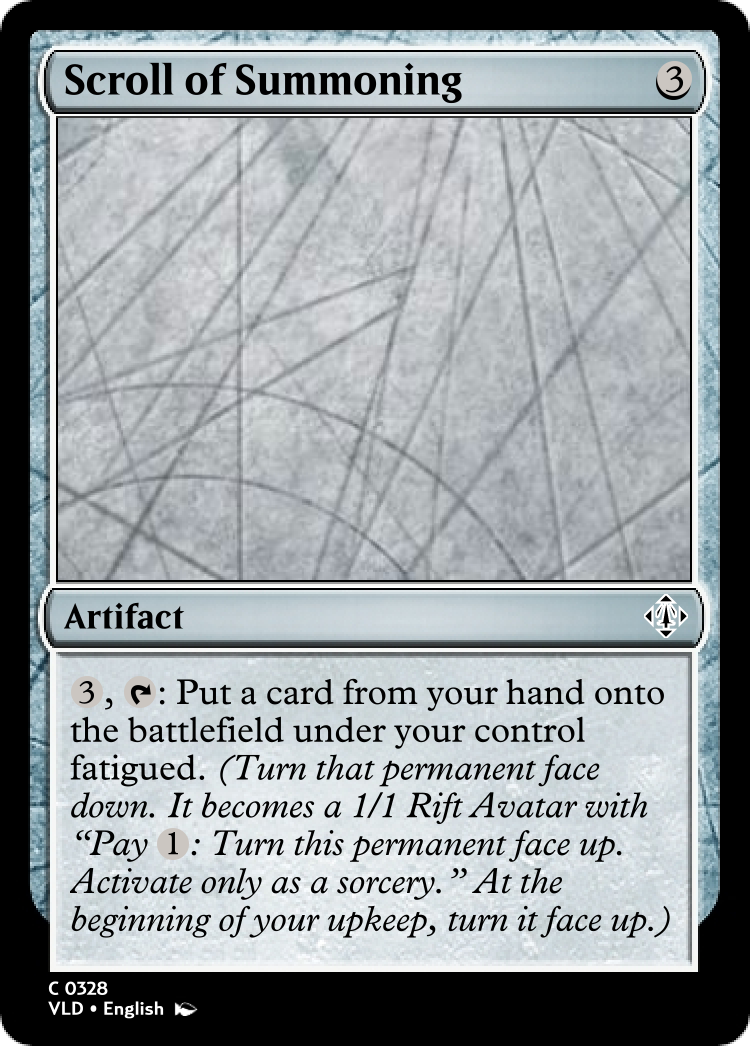 Scroll of Summoning 3
Artifact
3, : Put a card from your hand onto
the battlefield under your control
fatigued. (Turn that permanent face
down. It becomes a 1/1 Rift Avatar with
“Pay 1: Turn this permanent face up.
Activate only as a sorcery.” At the
beginning of your upkeep, turn it face up.)
C 0328
VLD • English